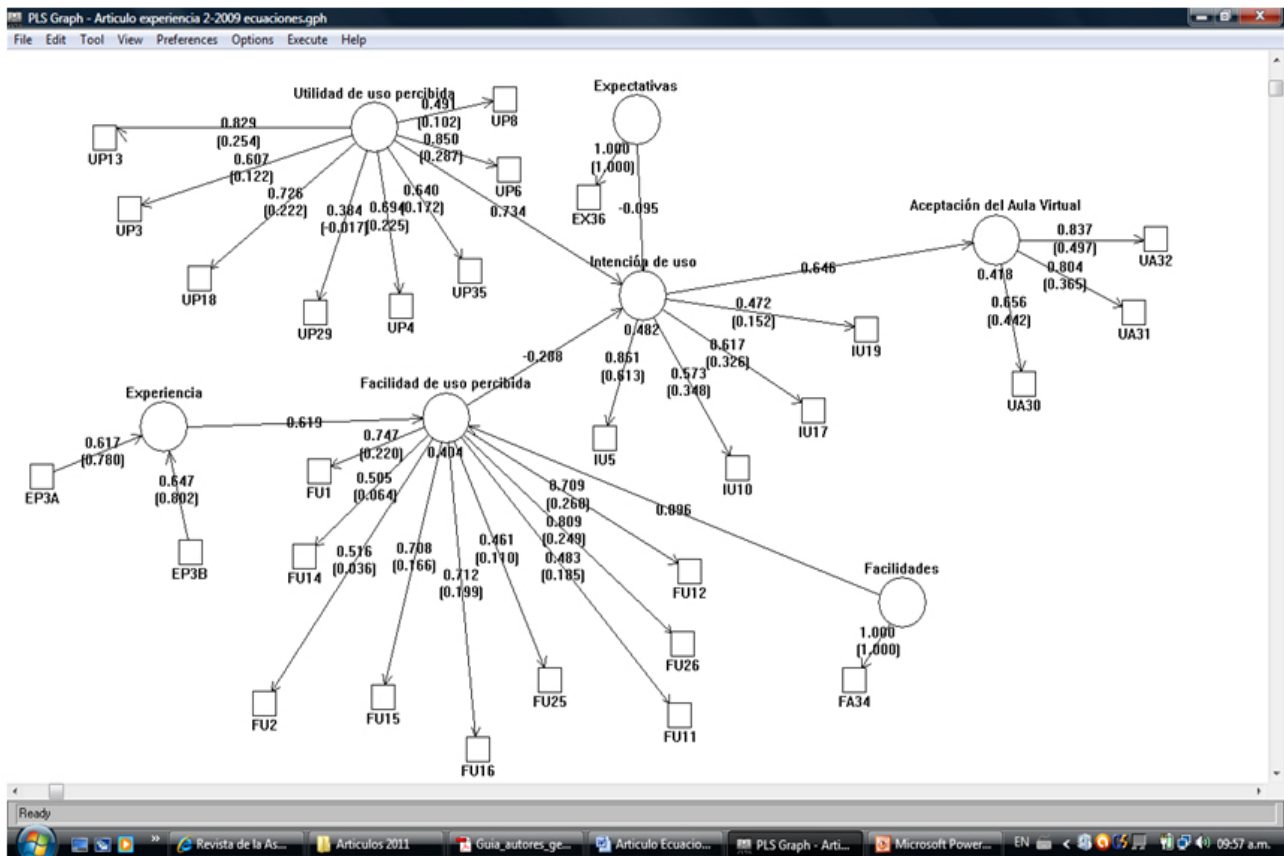 PLS Graph - Articulo experiencia 2-2009 ecuaciones.gph
File Edit Tool View Preferences Options Execute Help
Utilidad de uso percibida
0.491
(0.102)
UP8
0.829
(0.254)
UP13
0.850
(0.287)
UP6
0.607
(0.122)
UP3
0.726
(0.222)
UP18
0.384
(-0.017)
UP29
0.694
(0.225)
UP4
0.640
(0.172)
UP35
0.734
Expectativas
1.000
(1.000)
EX36
-0.095
Intención de uso
0.482
0.646
0.472
(0.152)
IU19
0.617
(0.326)
IU17
0.573
(0.348)
IU10
0.861
(0.613)
IU5
-0.288
Aceptación del Aula Virtual
0.418
0.837
(0.497)
UA32
0.804
(0.365)
UA31
0.656
(0.442)
UA30
Experiencia
0.617
(0.780)
EP3A
0.647
(0.802)
EP3B
0.619
Facilidad de uso percibida
0.404
0.747
(0.220)
FU1
0.505
(0.064)
FU14
0.516
(0.036)
FU2
0.708
(0.166)
FU15
0.712
(0.199)
FU16
0.461
(0.110)
FU25
0.709
(0.268)
FU12
0.809
(0.249)
FU26
0.483
(0.185)
FU11
0.096
Facilidades
1.000
(1.000)
FA34
Ready
Revista de la As...
Articulos 2011
Guia_autores_ge...
Articulo Ecuacio...
PLS Graph - Arti...
Microsoft Power...
EN
09:57 a.m.